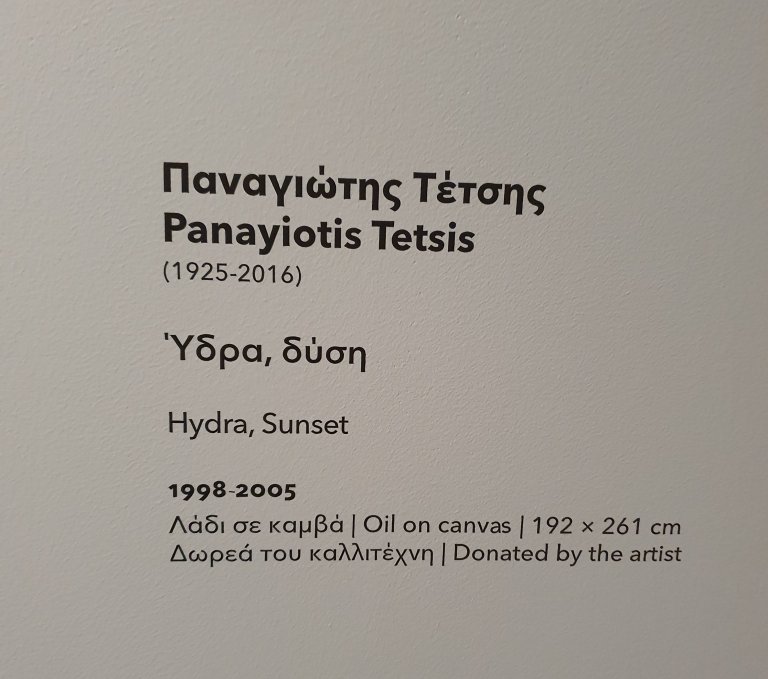 Παναγιώτης Τέτσης
Panayiotis Tetsis
(1925-2016)
Ύδρα, δύση
Hydra, Sunset
1998-2005
Λάδι σε καμβά | Oil on canvas | 192 × 261 cm
Δωρεά του καλλιτέχνη | Donated by the artist